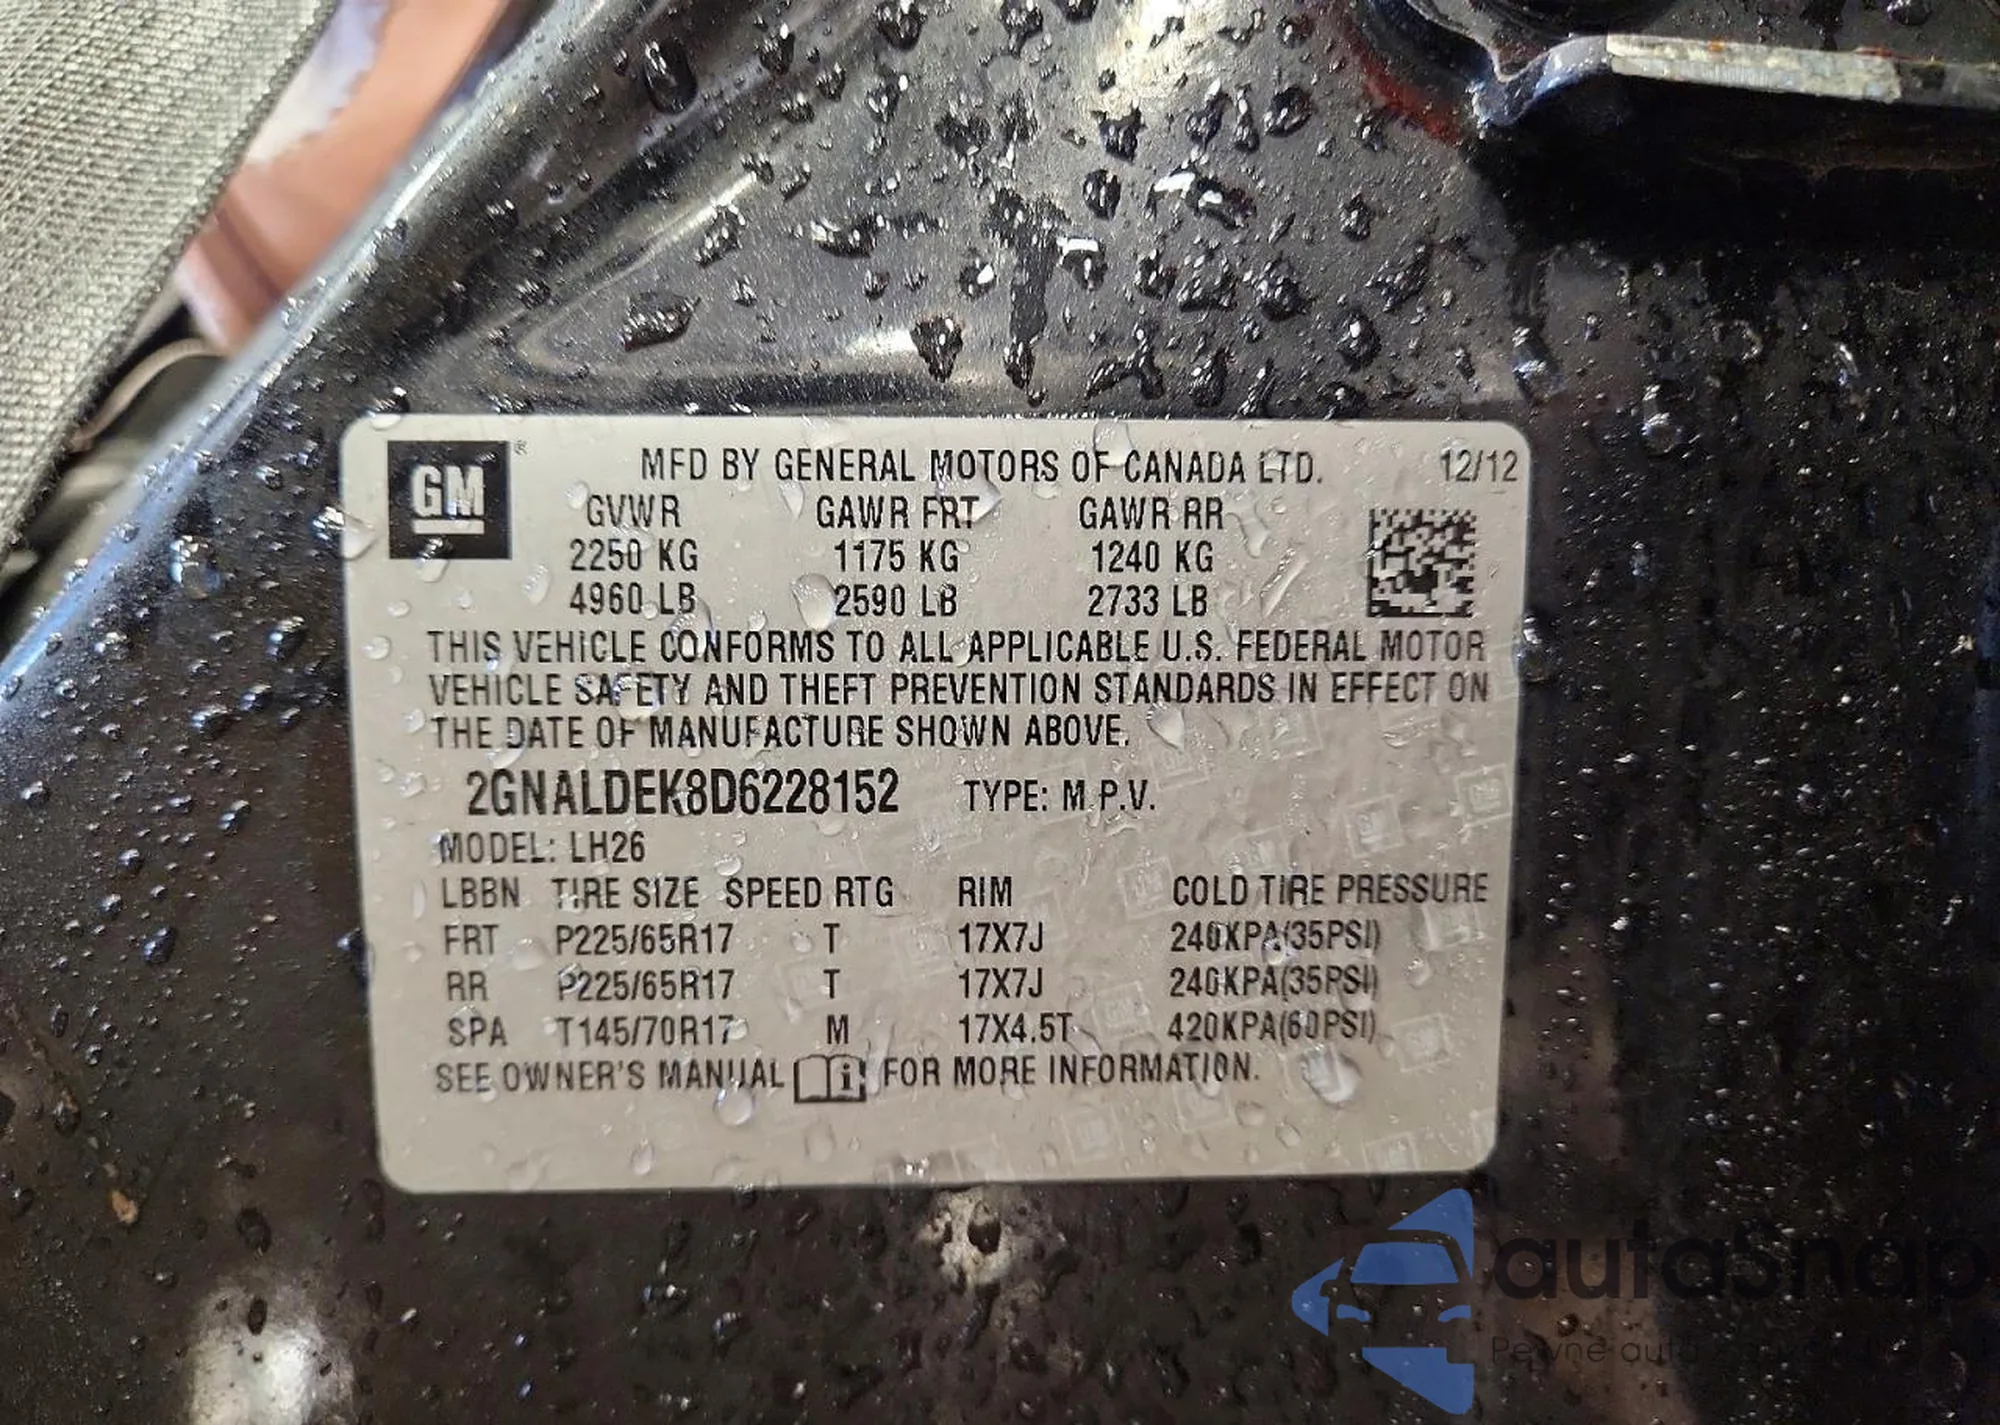 GM ®
MFD BY GENERAL MOTORS OF CANADA LTD. 12/12
GVWR GAWR FRT GAWR RR
2250 KG 1175 KG 1240 KG
4960 LB 2590 LB 2733 LB
THIS VEHICLE CONFORMS TO ALL APPLICABLE U.S. FEDERAL MOTOR
VEHICLE SAFETY AND THEFT PREVENTION STANDARDS IN EFFECT ON
THE DATE OF MANUFACTURE SHOWN ABOVE.
2GNALDEK8D6228152 TYPE: M.P.V.
MODEL: LH26
LBBN TIRE SIZE SPEED RTG RIM COLD TIRE PRESSURE
FRT P225/65R17 T 17X7J 240KPA(35PSI)
RR P225/65R17 T 17X7J 240KPA(35PSI)
SPA T145/70R17 M 17X4.5T 420KPA(60PSI)
SEE OWNER'S MANUAL i FOR MORE INFORMATION.
autaSnap
Pewne auta